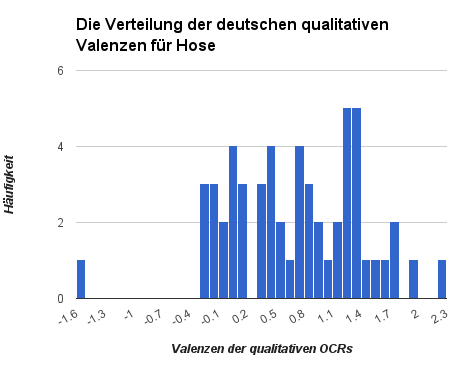 Die Verteilung der deutschen qualitativen
Valenzen für Hose
6
4
2
0
Häufigkeit
-1.6 -1.3 -1 -0.7 -0.4 -0.1 0.2 0.5 0.8 1.1 1.4 1.7 2 2.3
Valenzen der qualitativen OCRs